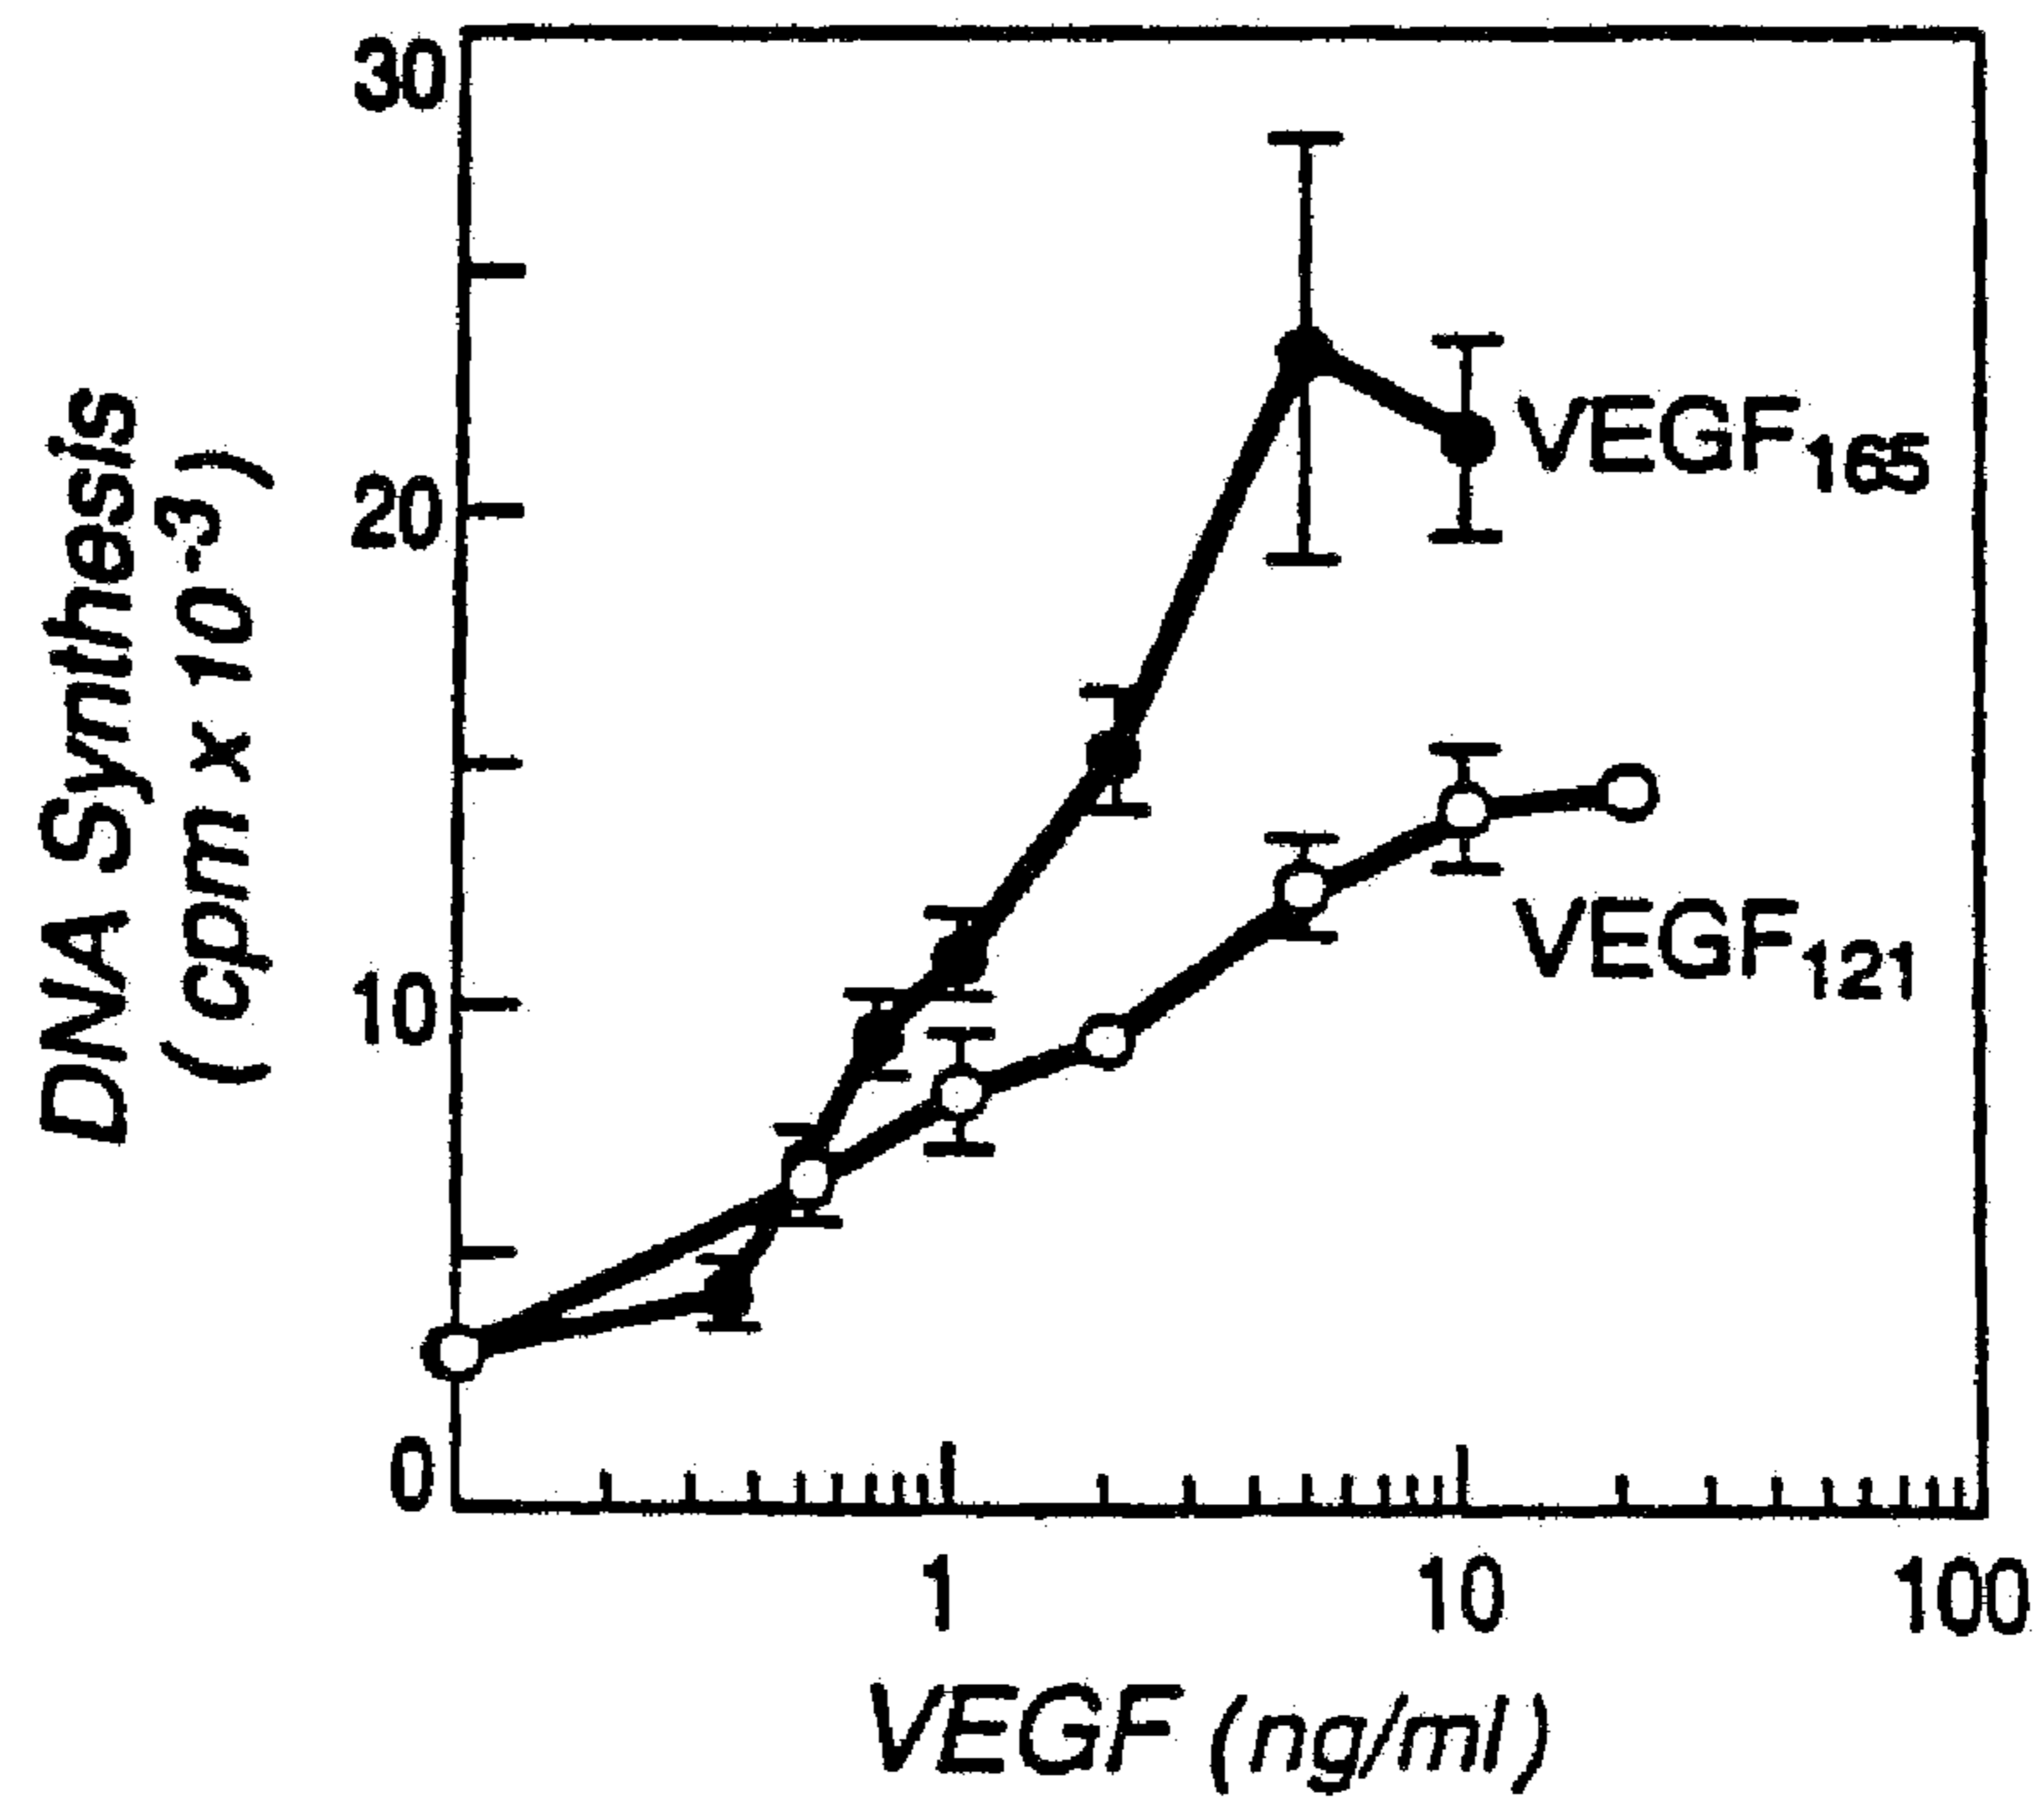 30
20
10
0
DNA Synthesis
(cpm x 10-3)
VEGF165
VEGF121
1 10 100
VEGF (ng/ml)